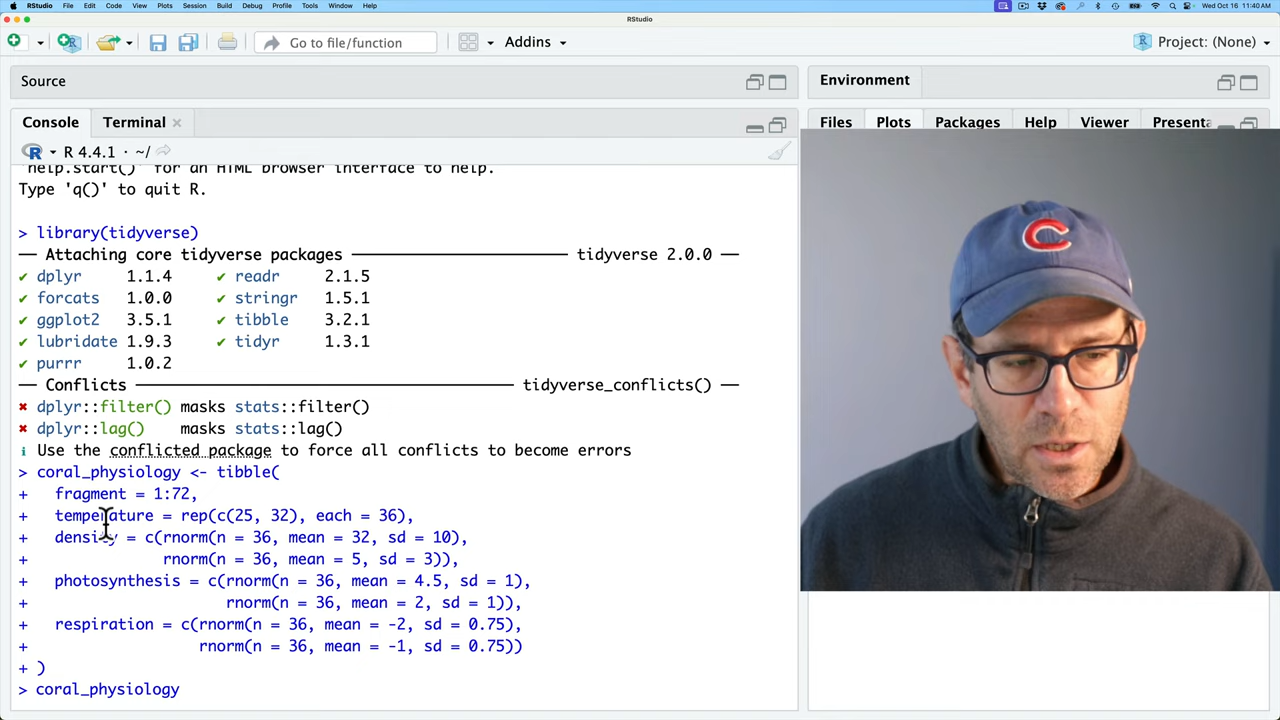 RStudio File Edit Code View Plots Session Build Debug Profile Tools Window Help Wed Oct 16 11:40 AM
RStudio
Go to file/function Addins Project: (None)
Source Environment
Console Terminal Files Plots Packages Help Viewer Presenta
R 4.4.1 · ~/
'help.start()' for an HTML browser interface to help.
Type 'q()' to quit R.
> library(tidyverse)
── Attaching core tidyverse packages ── tidyverse 2.0.0 ──
✔ dplyr 1.1.4 ✔ readr 2.1.5
✔ forcats 1.0.0 ✔ stringr 1.5.1
✔ ggplot2 3.5.1 ✔ tibble 3.2.1
✔ lubridate 1.9.3 ✔ tidyr 1.3.1
✔ purrr 1.0.2
── Conflicts ── tidyverse_conflicts() ──
✖ dplyr::filter() masks stats::filter()
✖ dplyr::lag() masks stats::lag()
ℹ Use the conflicted package to force all conflicts to become errors
> coral_physiology <- tibble(
+ fragment = 1:72,
+ temperature = rep(c(25, 32), each = 36),
+ density = c(rnorm(n = 36, mean = 32, sd = 10),
+ rnorm(n = 36, mean = 5, sd = 3)),
+ photosynthesis = c(rnorm(n = 36, mean = 4.5, sd = 1),
+ rnorm(n = 36, mean = 2, sd = 1)),
+ respiration = c(rnorm(n = 36, mean = -2, sd = 0.75),
+ rnorm(n = 36, mean = -1, sd = 0.75))
+ )
> coral_physiology
C